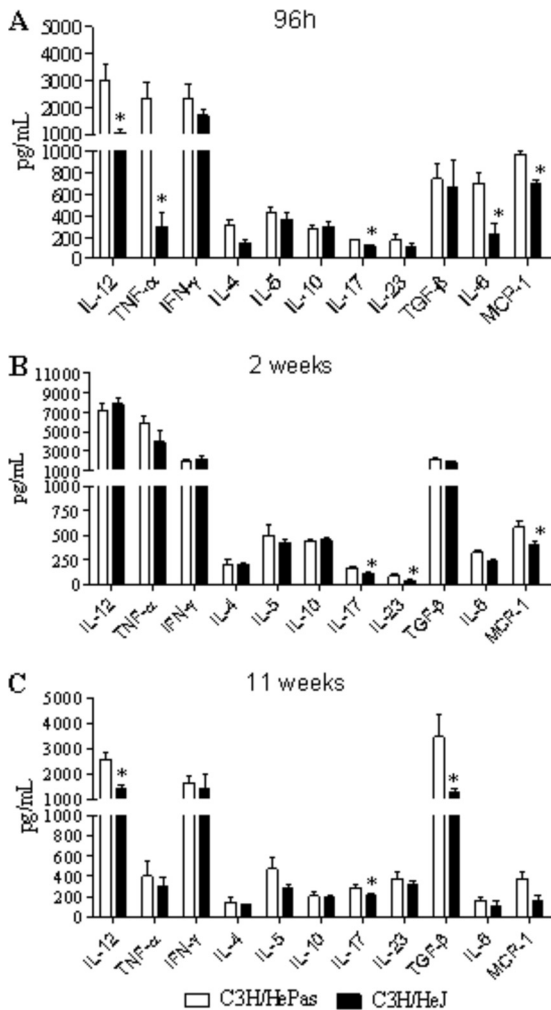 A
96h
5000
4000
3000
2000
1000
1000
800
600
400
200
pg/mL
* * * * *
IL-12 TNF-α IFN-γ IL-4 IL-5 IL-10 IL-17 IL-23 TGF-β IL-6 MCP-1
B
2 weeks
11000
9000
7000
5000
3000
1000
1000
750
500
250
0
pg/mL
* * *
IL-12 TNF-α IFN-γ IL-4 IL-5 IL-10 IL-17 IL-23 TGF-β IL-6 MCP-1
C
11 weeks
5000
4000
3000
2000
1000
1000
800
600
400
200
0
pg/mL
* * *
IL-12 TNF-α IFN-γ IL-4 IL-5 IL-10 IL-17 IL-23 TGF-β IL-6 MCP-1
C3H/HePas C3H/HeJ